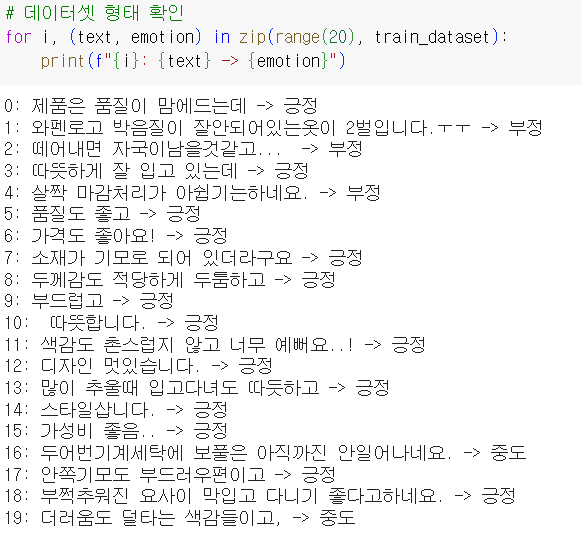 # 데이터셋 형태 확인
for i, (text, emotion) in zip(range(20), train_dataset):
    print(f"{i}: {text} -> {emotion}")
0: 제품은 품질이 맘에드는데 -> 긍정
1: 와펜로고 박음질이 잘안되어있는옷이 2벌입니다.ㅜㅜ -> 부정
2: 떼어내면 자국이남을것같고... -> 부정
3: 따뜻하게 잘 입고 있는데 -> 긍정
4: 살짝 마감처리가 아쉽기는하네요. -> 부정
5: 품질도 좋고 -> 긍정
6: 가격도 좋아요! -> 긍정
7: 소재가 기모로 되어 있더라구요 -> 긍정
8: 두께감도 적당하게 두툼하고 -> 긍정
9: 부드럽고 -> 긍정
10:  따뜻합니다. -> 긍정
11: 색감도 촌스럽지 않고 너무 예뻐요..! -> 긍정
12: 디자인 멋있습니다. -> 긍정
13: 많이 추울때 입고다녀도 따듯하고 -> 긍정
14: 스타일삽니다. -> 긍정
15: 가성비 좋음.. -> 긍정
16: 두어번기계세탁에 보풀은 아직까진 안일어나네요. -> 중도
17: 안쪽기모도 부드러우편이고 -> 긍정
18: 부쩍추워진 요사이 막입고 다니기 좋다고하네요. -> 긍정
19: 더러움도 덜타는 색감들이고, -> 중도